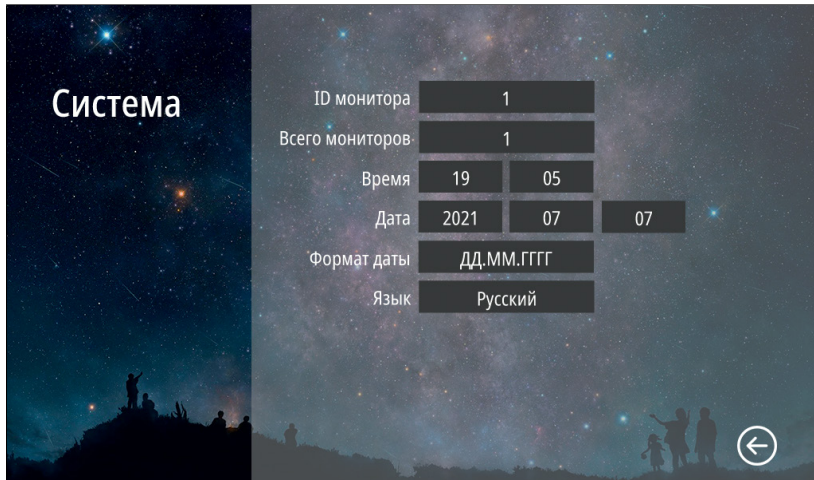 Система
ID монитора 1
Всего мониторов 1
Время 19 05
Дата 2021 07 07
Формат даты ДД.ММ.ГГГГ
Язык Русский